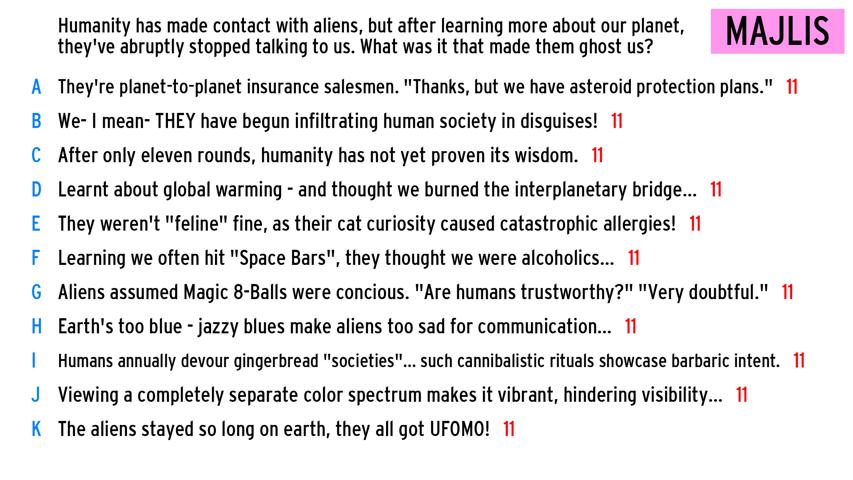 Humanity has made contact with aliens, but after learning more about our planet,
they've abruptly stopped talking to us. What was it that made them ghost us?
MAJLIS
A They're planet-to-planet insurance salesmen. "Thanks, but we have asteroid protection plans." 11
B We- I mean- THEY have begun infiltrating human society in disguises! 11
C After only eleven rounds, humanity has not yet proven its wisdom. 11
D Learnt about global warming - and thought we burned the interplanetary bridge... 11
E They weren't "feline" fine, as their cat curiosity caused catastrophic allergies! 11
F Learning we often hit "Space Bars", they thought we were alcoholics... 11
G Aliens assumed Magic 8-Balls were concious. "Are humans trustworthy?" "Very doubtful." 11
H Earth's too blue - jazzy blues make aliens too sad for communication... 11
I Humans annually devour gingerbread "societies"... such cannibalistic rituals showcase barbaric intent. 11
J Viewing a completely separate color spectrum makes it vibrant, hindering visibility... 11
K The aliens stayed so long on earth, they all got UFOMO! 11